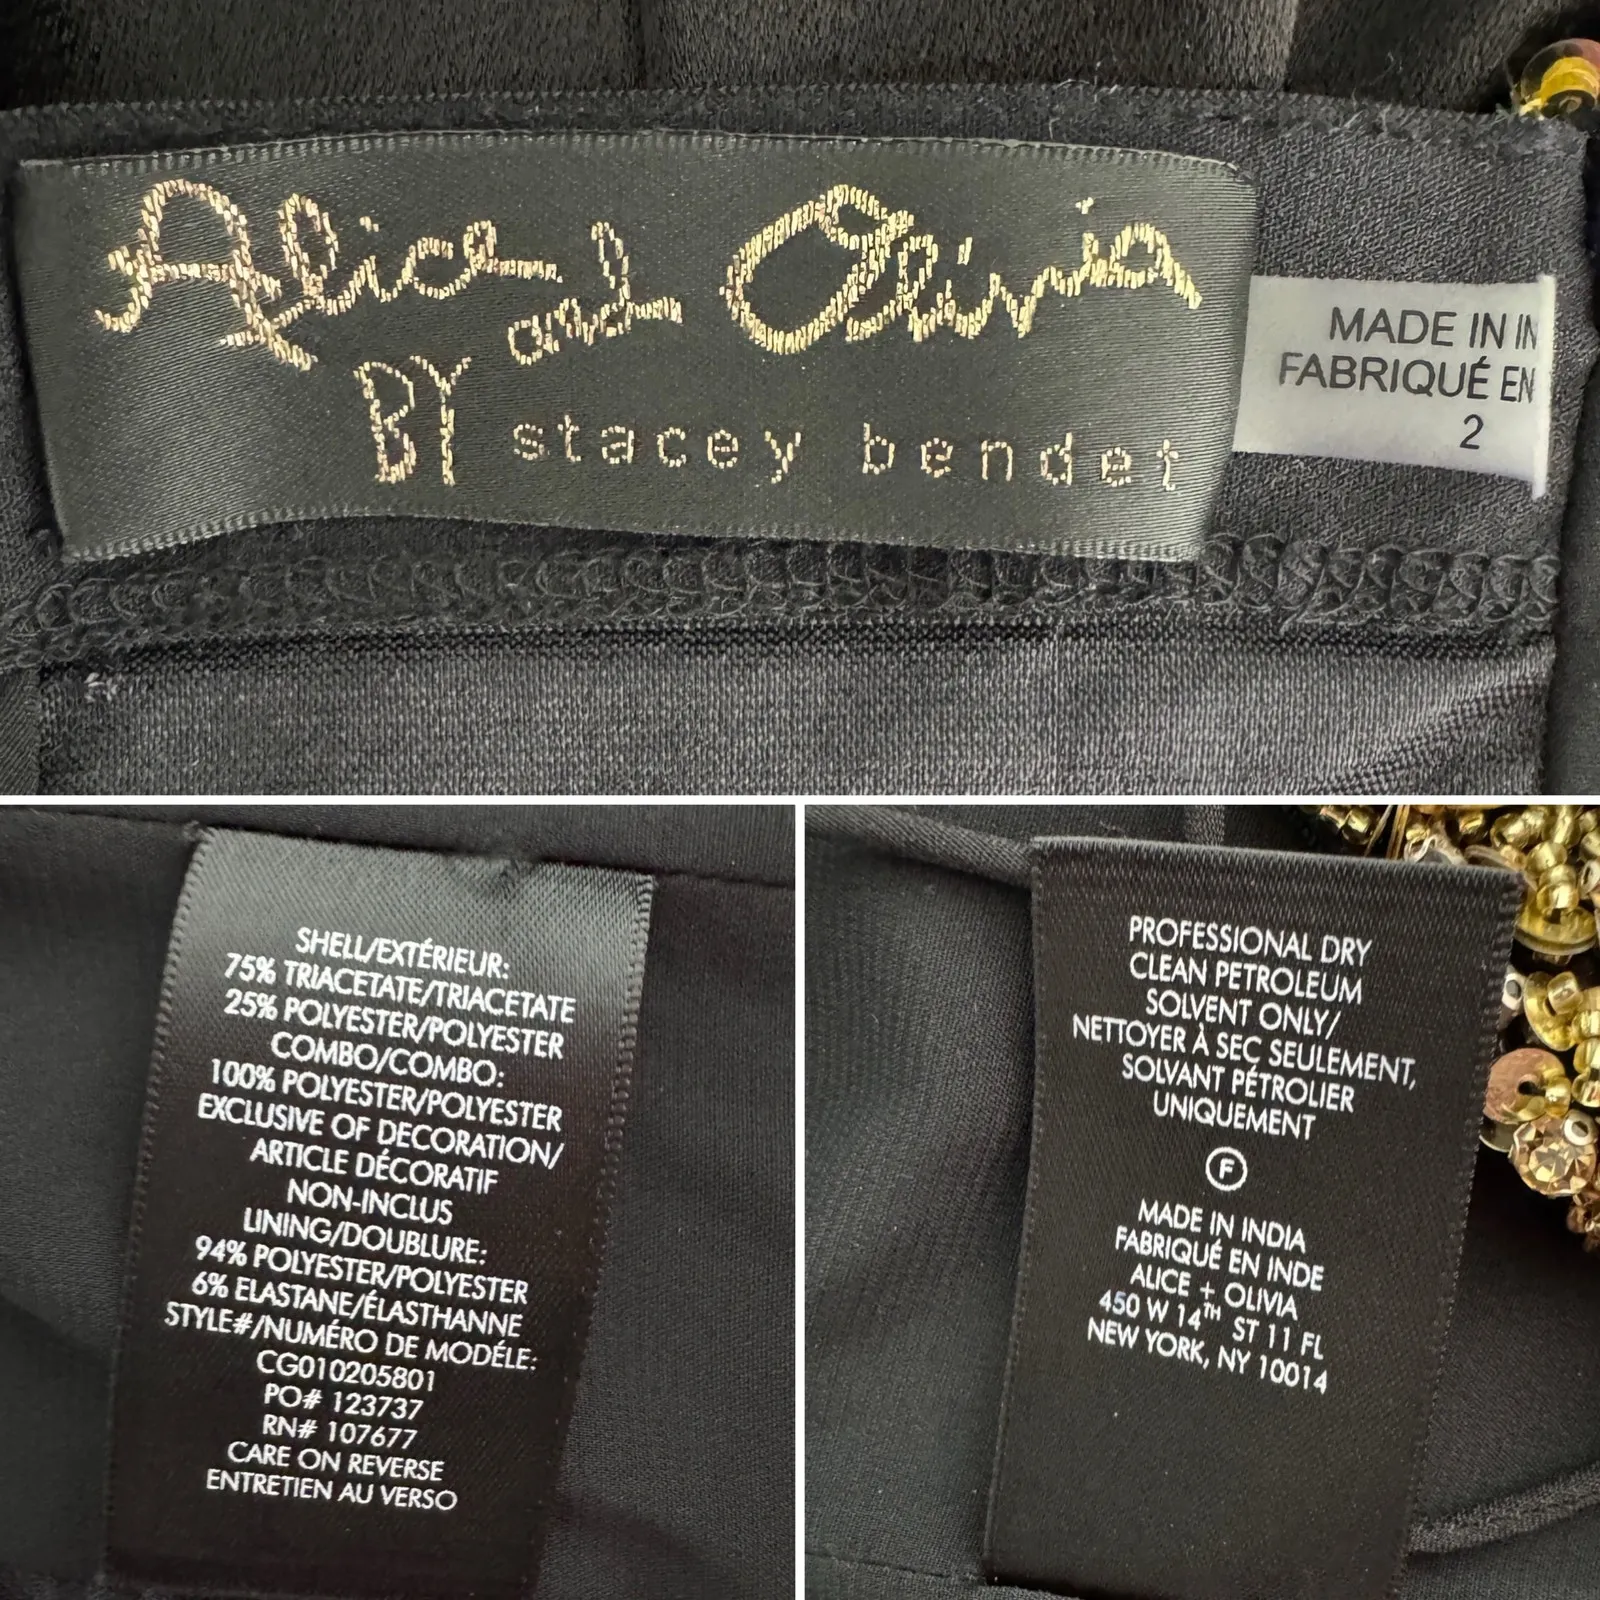 Alice and Olivia
BY stacey bendet
MADE IN IN
FABRIQUÉ EN
2
SHELL/EXTÉRIEUR:
75% TRIACETATE/TRIACETATE
25% POLYESTER/POLYESTER
COMBO/COMBO:
100% POLYESTER/POLYESTER
EXCLUSIVE OF DECORATION/
ARTICLE DÉCORATIF
NON-INCLUS
LINING/DOUBLURE:
94% POLYESTER/POLYESTER
6% ELASTANE/ÉLASTHANNE
STYLE#/NUMÉRO DE MODÉLE:
CG010205801
PO# 123737
RN# 107677
CARE ON REVERSE
ENTRETIEN AU VERSO
PROFESSIONAL DRY
CLEAN PETROLEUM
SOLVENT ONLY/
NETTOYER À SEC SEULEMENT,
SOLVANT PÉTROLIER
UNIQUEMENT
F
MADE IN INDIA
FABRIQUÉ EN INDE
ALICE + OLIVIA
450 W 14TH ST 11 FL
NEW YORK, NY 10014